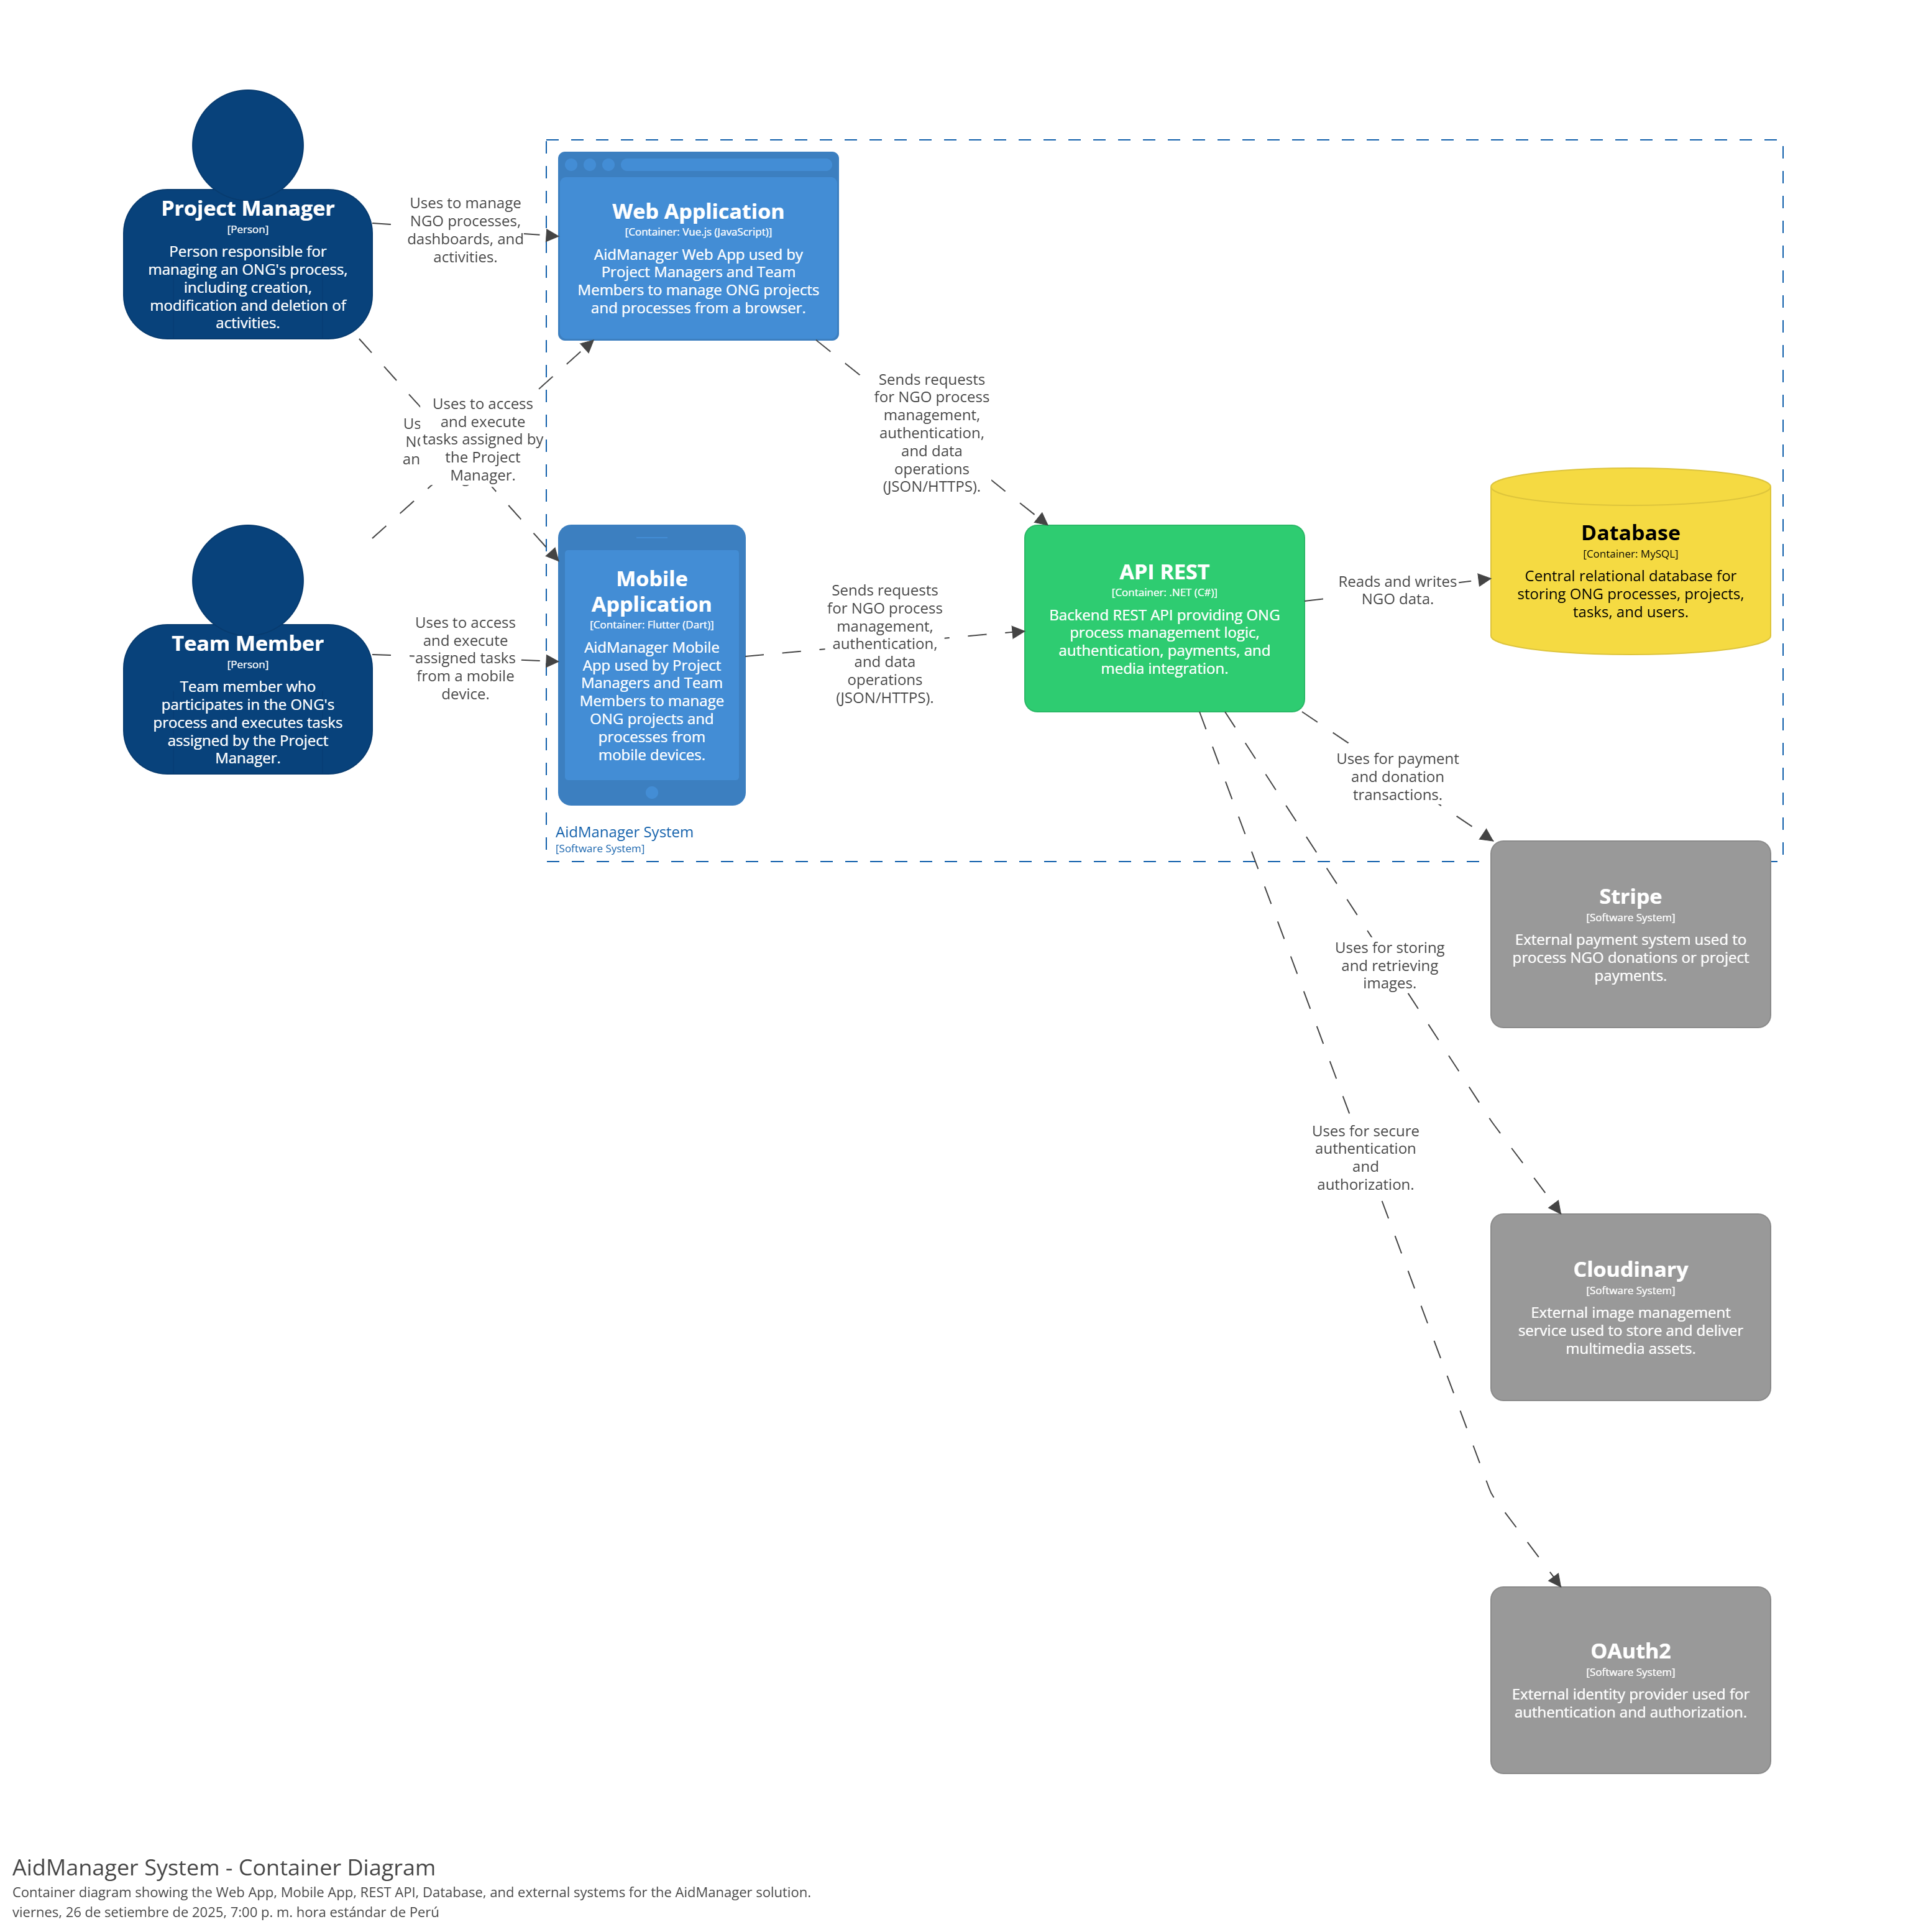 Project Manager
[Person]
Person responsible for
managing an ONG's process,
including creation,
modification and deletion of
activities.
Uses to manage
NGO processes,
dashboards, and
activities.
Web Application
[Container: Vue.js (JavaScript)]
AidManager Web App used by
Project Managers and Team
Members to manage ONG projects
and processes from a browser.
Uses to access
and execute
tasks assigned by
the Project
Manager.
Sends requests
for NGO process
management,
authentication,
and data
operations
(JSON/HTTPS).
Team Member
[Person]
Team member who
participates in the ONG's
process and executes tasks
assigned by the Project
Manager.
Uses to access
and execute
assigned tasks
from a mobile
device.
Mobile
Application
[Container: Flutter (Dart)]
AidManager Mobile
App used by Project
Managers and Team
Members to manage
ONG projects and
processes from
mobile devices.
Sends requests
for NGO process
management,
authentication,
and data
operations
(JSON/HTTPS).
API REST
[Container: .NET (C#)]
Backend REST API providing ONG
process management logic,
authentication, payments, and
media integration.
Reads and writes
NGO data.
Database
[Container: MySQL]
Central relational database for
storing ONG processes, projects,
tasks, and users.
AidManager System
[Software System]
Uses for payment
and donation
transactions.
Stripe
[Software System]
External payment system used to
process NGO donations or project
payments.
Uses for storing
and retrieving
images.
Uses for secure
authentication
and
authorization.
Cloudinary
[Software System]
External image management
service used to store and deliver
multimedia assets.
OAuth2
[Software System]
External identity provider used for
authentication and authorization.
AidManager System - Container Diagram
Container diagram showing the Web App, Mobile App, REST API, Database, and external systems for the AidManager solution.
viernes, 26 de setiembre de 2025, 7:00 p. m. hora estándar de Perú